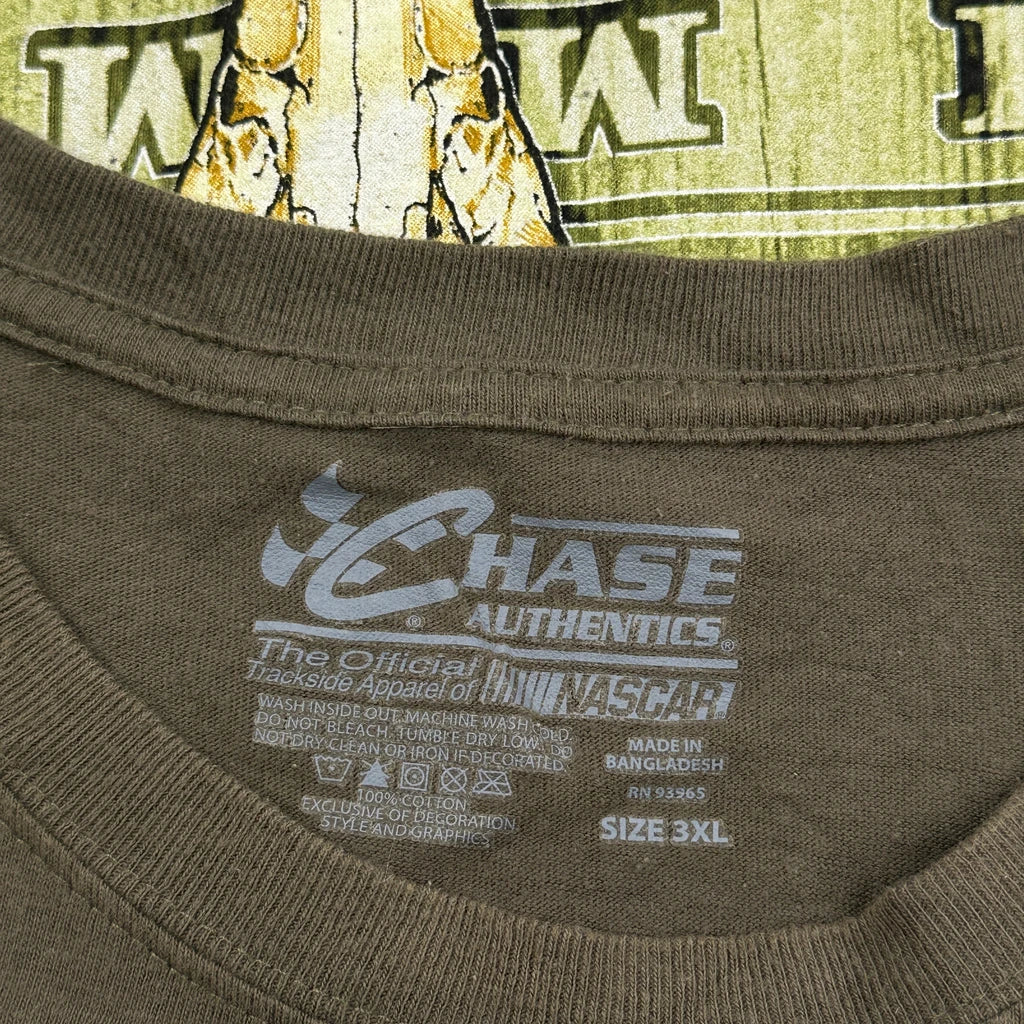 M M
CHASE
AUTHENTICS®
The Official
Trackside Apparel of NASCAR
WASH INSIDE OUT. MACHINE WASH COLD.
DO NOT BLEACH. TUMBLE DRY LOW. DO
NOT DRY CLEAN OR IRON IF DECORATED.
100% COTTON
EXCLUSIVE OF DECORATION
STYLE AND GRAPHICS
MADE IN
BANGLADESH
RN 93965
SIZE 3XL